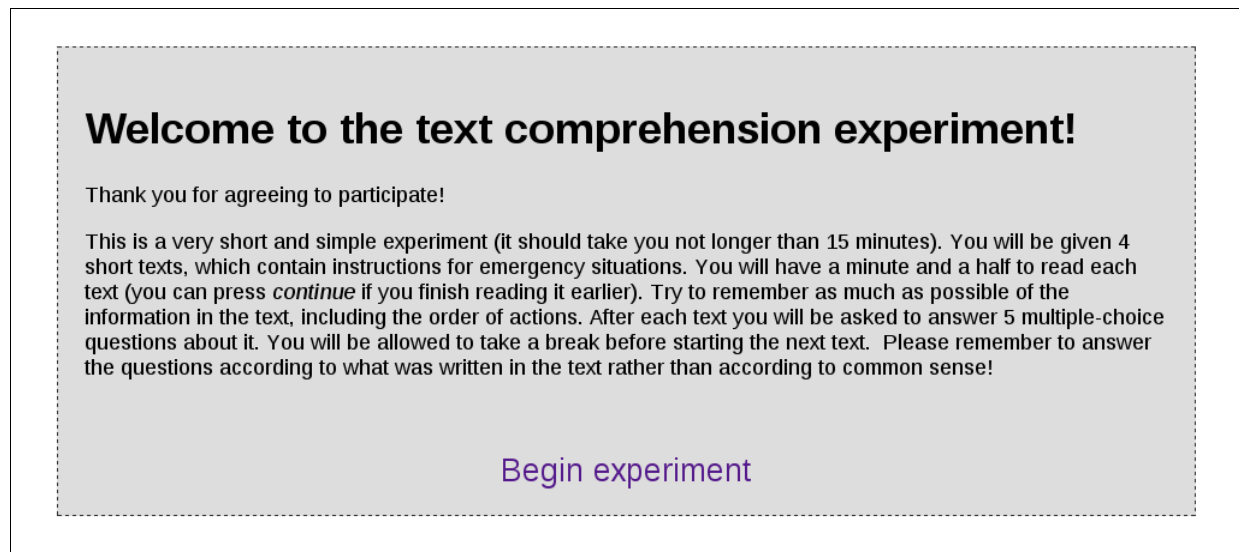 Welcome to the text comprehension experiment!
Thank you for agreeing to participate!
This is a very short and simple experiment (it should take you not longer than 15 minutes). You will be given 4
short texts, which contain instructions for emergency situations. You will have a minute and a half to read each
text (you can press continue if you finish reading it earlier). Try to remember as much as possible of the
information in the text, including the order of actions. After each text you will be asked to answer 5 multiple-choice
questions about it. You will be allowed to take a break before starting the next text.  Please remember to answer
the questions according to what was written in the text rather than according to common sense!
Begin experiment